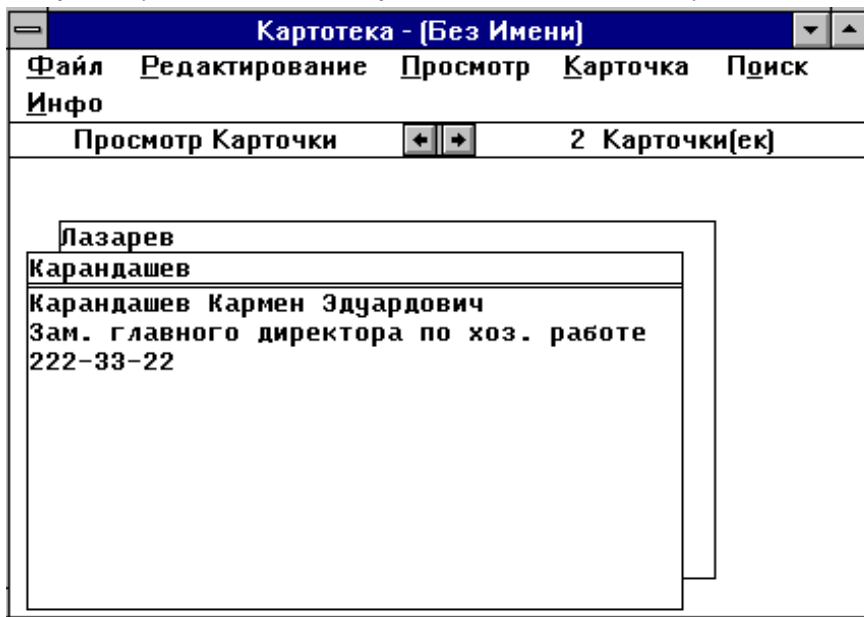 Картотека - (Без Имени)
Файл Редактирование Просмотр Карточка Поиск
Инфо
Просмотр Карточки 2 Карточки(ек)
Лазарев
Карандашев
Карандашев Кармен Эдуардович
Зам. главного директора по хоз. работе
222-33-22